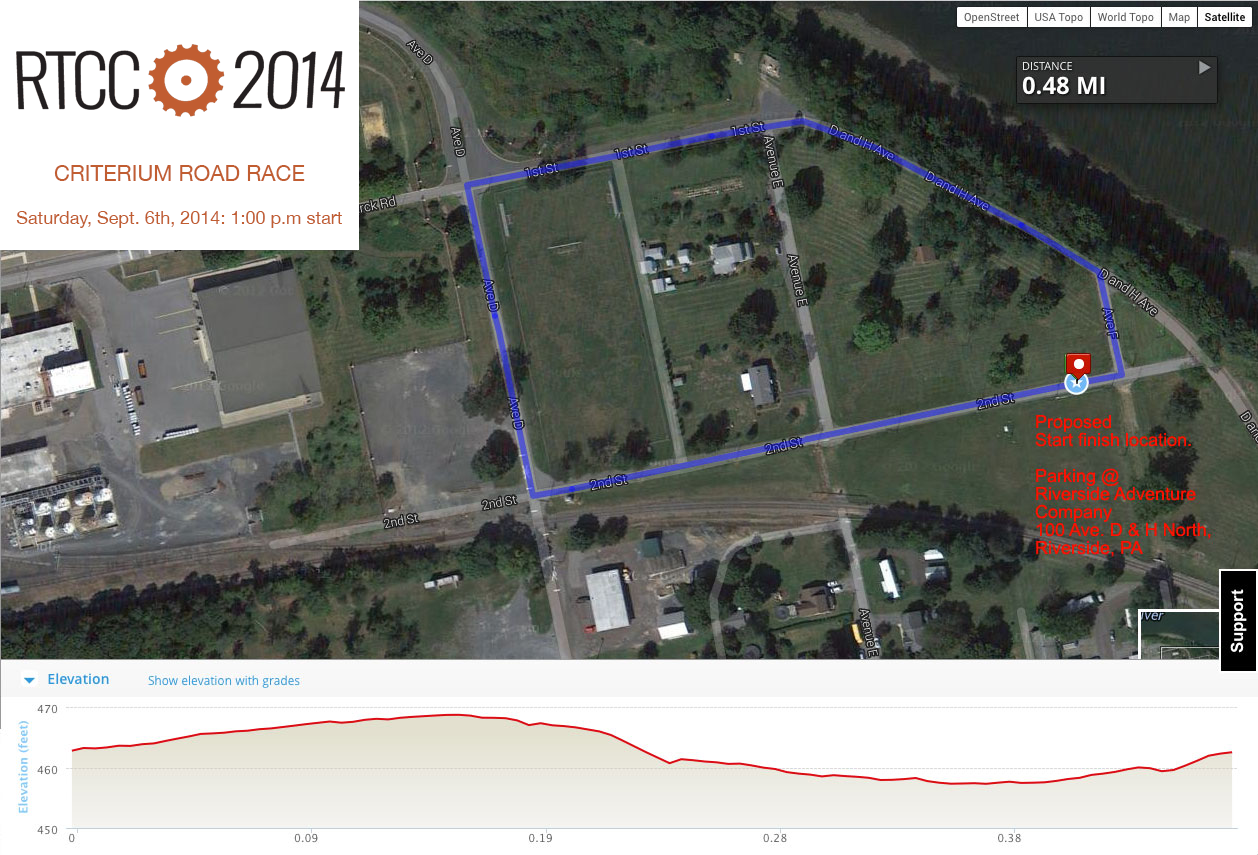 RTCC 2014
CRITERIUM ROAD RACE
Saturday, Sept. 6th, 2014: 1:00 p.m start
OpenStreet
USA Topo
World Topo
Map
Satellite
DISTANCE
0.48 MI
Ave D
Ave D
1st St
1st St
1st St
Avenue E
D and H Ave
D and H Ave
rck Rd
Ave D
Avenue E
D and H Ave
Ave F
Ave D
2nd St
2nd St
2nd St
2nd St
2nd St
D and
Avenue E
Proposed
Start finish location.
Parking @
Riverside Adventure
Company
100 Ave. D & H North,
Riverside, PA
iver
Support
Elevation
Show elevation with grades
Elevation (feet)
470
460
450
0
0.09
0.19
0.28
0.38